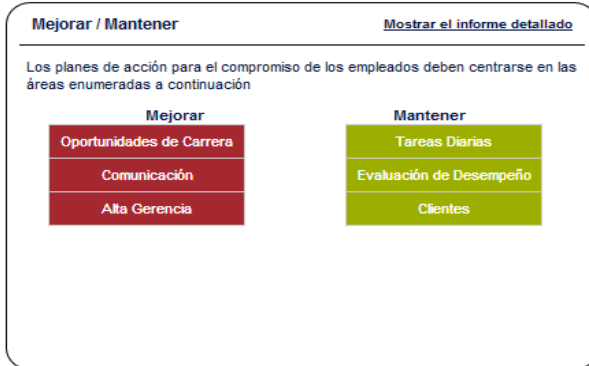 Mejorar / Mantener
Mostrar el informe detallado
Los planes de acción para el compromiso de los empleados deben centrarse en las
áreas enumeradas a continuación
Mejorar
Mantener
Oportunidades de Carrera
Tareas Diarias
Comunicación
Evaluación de Desempeño
Alta Gerencia
Clientes